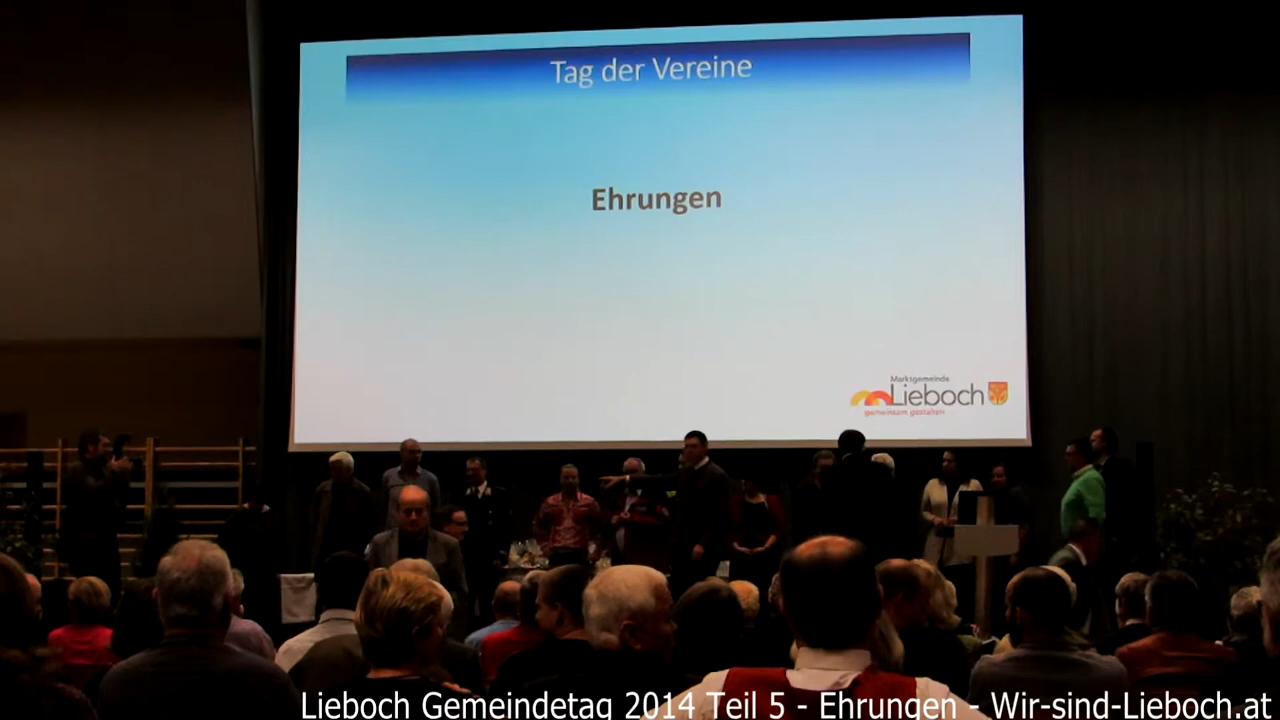 Tag der Vereine
Ehrungen
Marktgemeinde
Lieboch
gemeinsam gestalten
Lieboch Gemeindetag 2014 Teil 5 - Ehrungen - Wir-sind-Lieboch.at